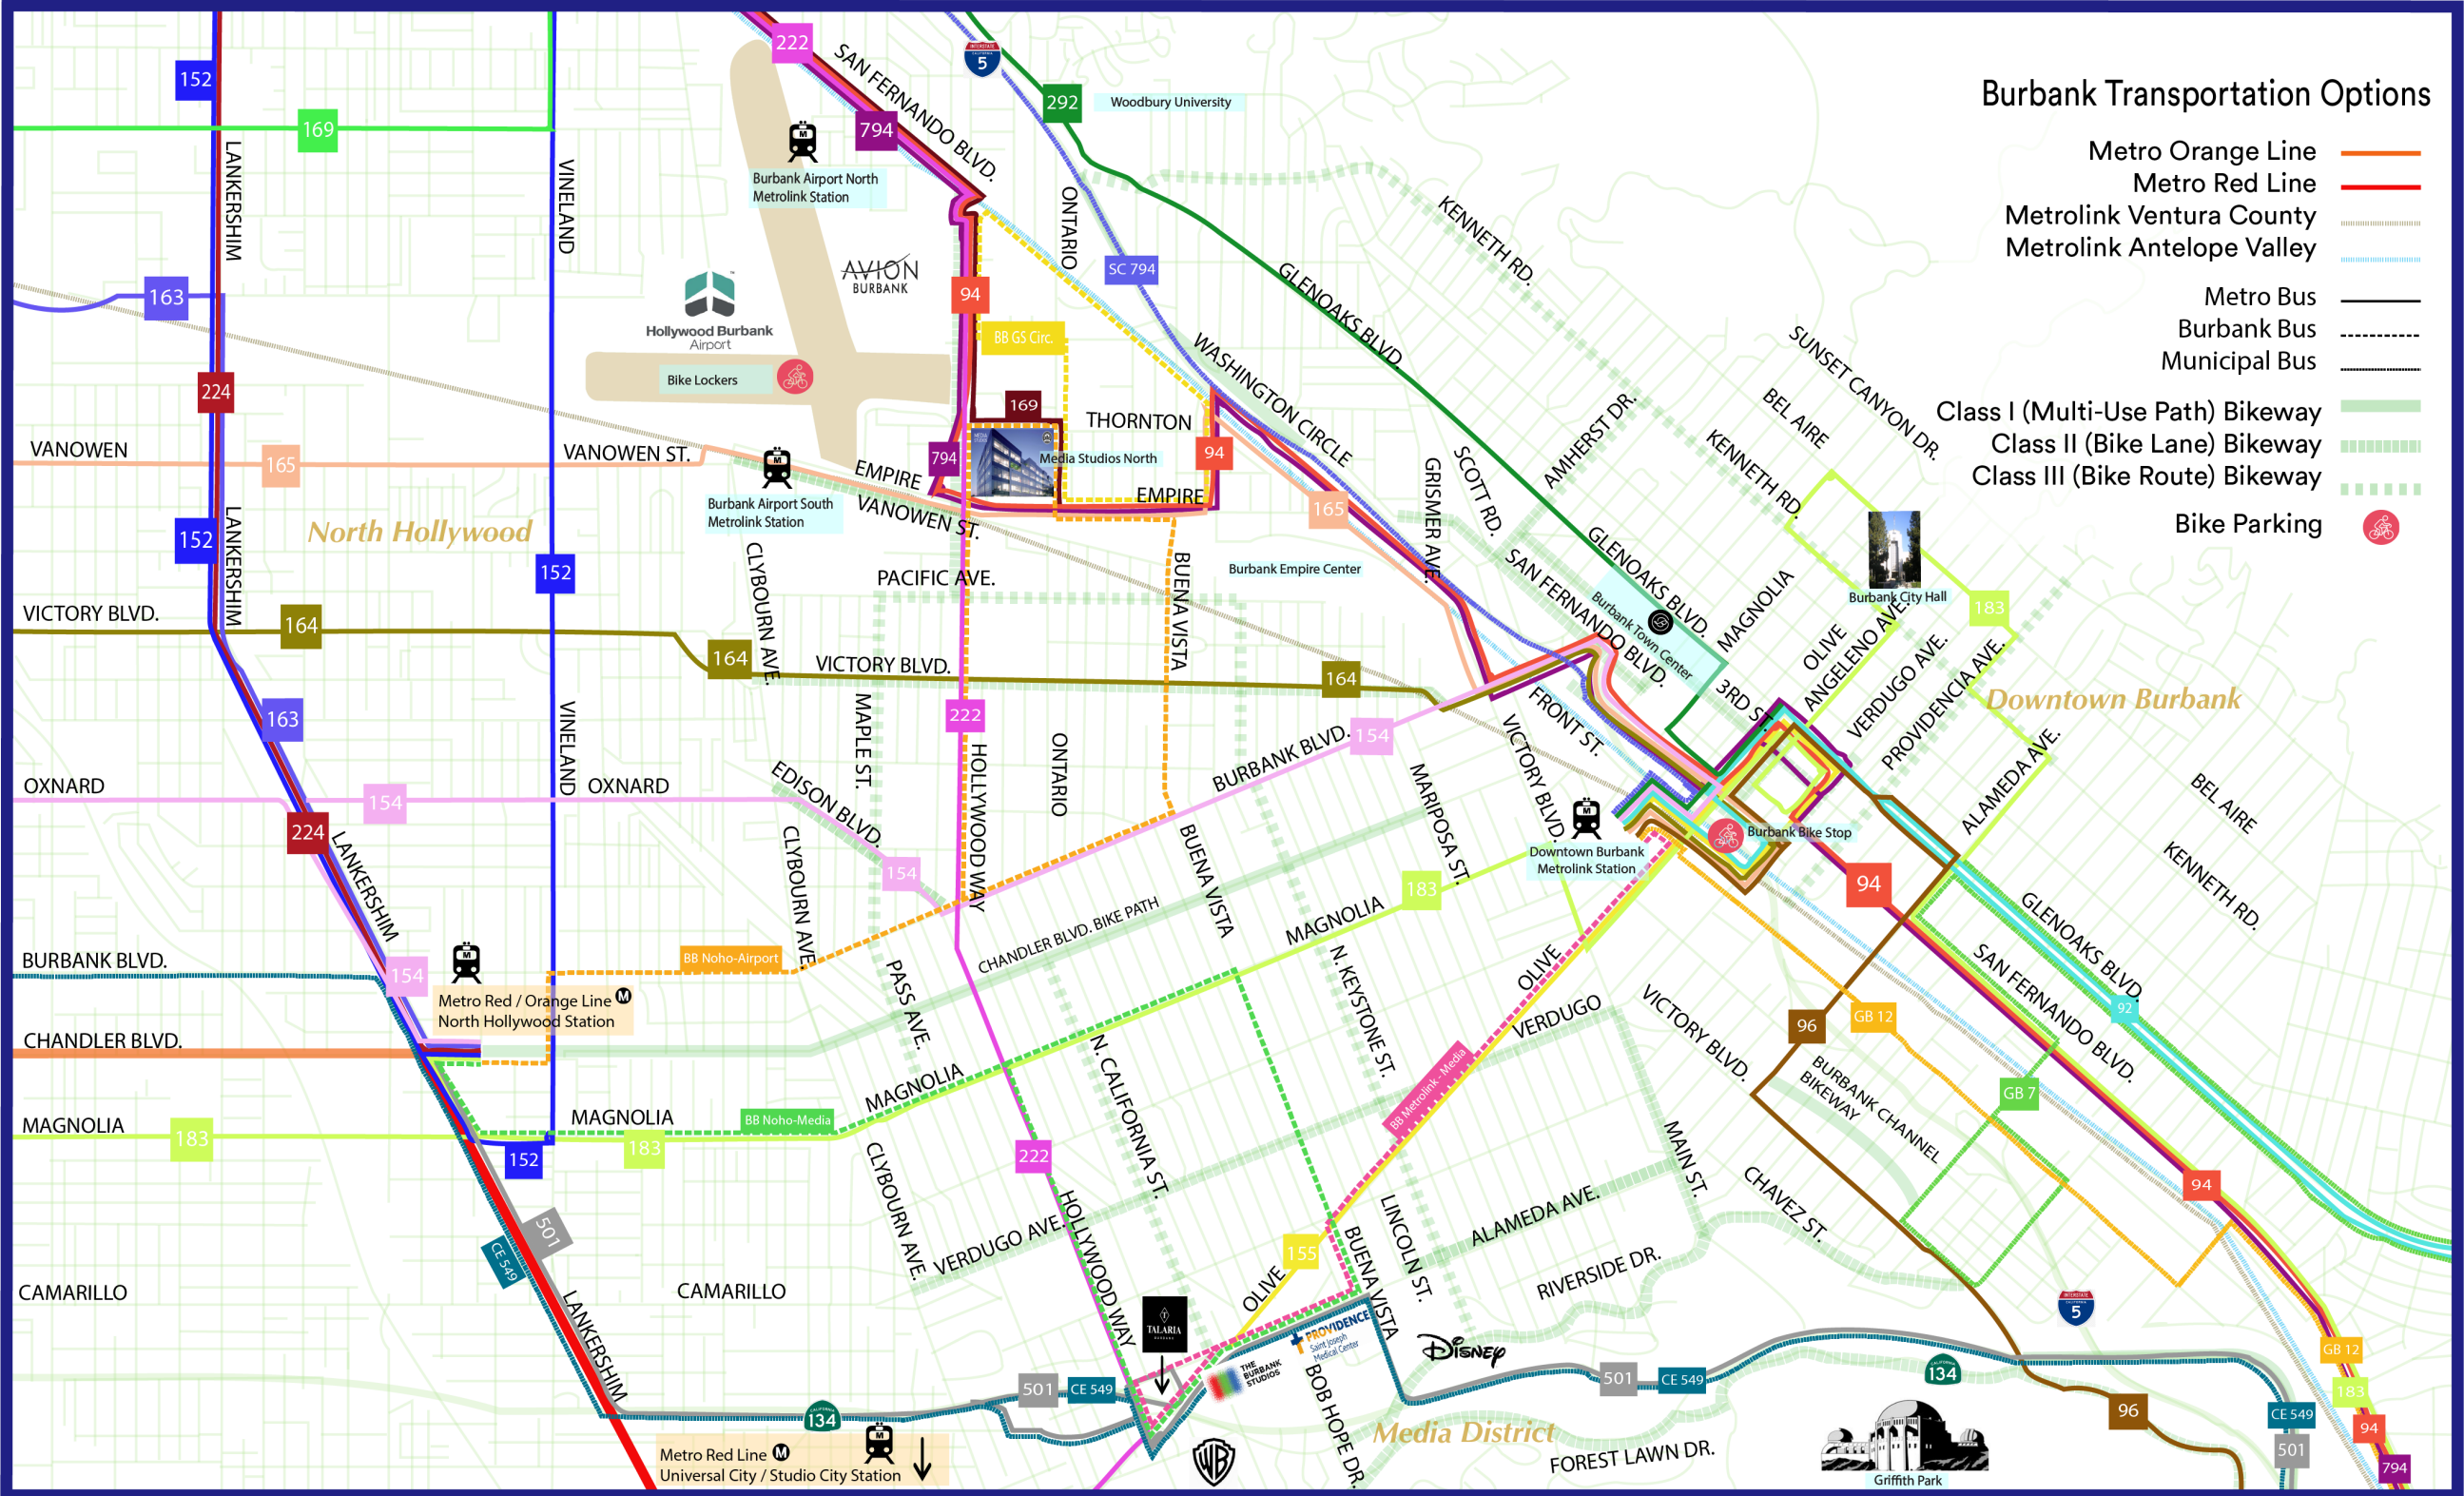 Burbank Transportation Options
Metro Orange Line
Metro Red Line
Metrolink Ventura County
Metrolink Antelope Valley
Metro Bus
Burbank Bus
Municipal Bus
Class I (Multi-Use Path) Bikeway
Class II (Bike Lane) Bikeway
Class III (Bike Route) Bikeway
Bike Parking
222
SAN FERNANDO BLVD.
INTERSTATE
CALIFORNIA
5
152
292
Woodbury University
169
794
LANKERSHIM
VINELAND
Burbank Airport North
Metrolink Station
ONTARIO
KENNETH RD.
SC 794
GLENOAKS BLVD.
163
AVION
BURBANK
94
Hollywood Burbank
Airport
BB GS Circ.
WASHINGTON CIRCLE
SUNSET CANYON DR.
BEL AIRE
AMHERST DR.
KENNETH RD.
224
Bike Lockers
169
THORNTON
VANOWEN
165
VANOWEN ST.
794
Media Studios North
94
EMPIRE
EMPIRE
VANOWEN ST.
165
GRISMER AVE.
SCOTT RD.
Burbank Airport South
Metrolink Station
152
LANKERSHIM
North Hollywood
152
CLYBOURN AVE.
PACIFIC AVE.
BUENA VISTA
Burbank Empire Center
SAN FERNANDO BLVD.
GLENOAKS BLVD.
Burbank Town Center
MAGNOLIA
Burbank City Hall
183
OLIVE
ANGELENO AVE.
VERDUGO AVE.
PROVIDENCIA AVE.
VICTORY BLVD.
164
164
VICTORY BLVD.
164
Downtown Burbank
163
VINELAND
MAPLE ST.
222
HOLLYWOOD WAY
ONTARIO
BURBANK BLVD.
154
VICTORY BLVD.
FRONT ST.
3RD ST.
ALAMEDA AVE.
BEL AIRE
OXNARD
154
OXNARD
EDISON BLVD.
154
MARIPOSA ST.
224
LANKERSHIM
CLYBOURN AVE.
BUENA VISTA
183
Downtown Burbank
Metrolink Station
Burbank Bike Stop
94
KENNETH RD.
GLENOAKS BLVD.
CHANDLER BLVD. BIKE PATH
MAGNOLIA
BURBANK BLVD.
154
BB Noho-Airport
PASS AVE.
N. KEYSTONE ST.
OLIVE
VERDUGO
VICTORY BLVD.
96
GB 12
SAN FERNANDO BLVD.
92
Metro Red / Orange Line M
North Hollywood Station
CHANDLER BLVD.
BB Metrolink - Media
BURBANK CHANNEL
BIKEWAY
GB 7
MAGNOLIA
183
152
MAGNOLIA
183
BB Noho-Media
MAGNOLIA
N. CALIFORNIA ST.
222
CLYBOURN AVE.
VERDUGO AVE.
HOLLYWOOD WAY
MAIN ST.
CHAVEZ ST.
94
501
CE 549
LANKERSHIM
CAMARILLO
CAMARILLO
155
OLIVE
BUENA VISTA
LINCOLN ST.
ALAMEDA AVE.
RIVERSIDE DR.
INTERSTATE
CALIFORNIA
5
TALARIA
BURBANK
THE
BURBANK
STUDIOS
PROVIDENCE
Saint Joseph
Medical Center
BOB HOPE DR.
Disney
501
CE 549
501
CE 549
CALIFORNIA
134
CALIFORNIA
134
GB 12
183
94
CE 549
501
794
96
Media District
FOREST LAWN DR.
Griffith Park
WB
Metro Red Line M
Universal City / Studio City Station